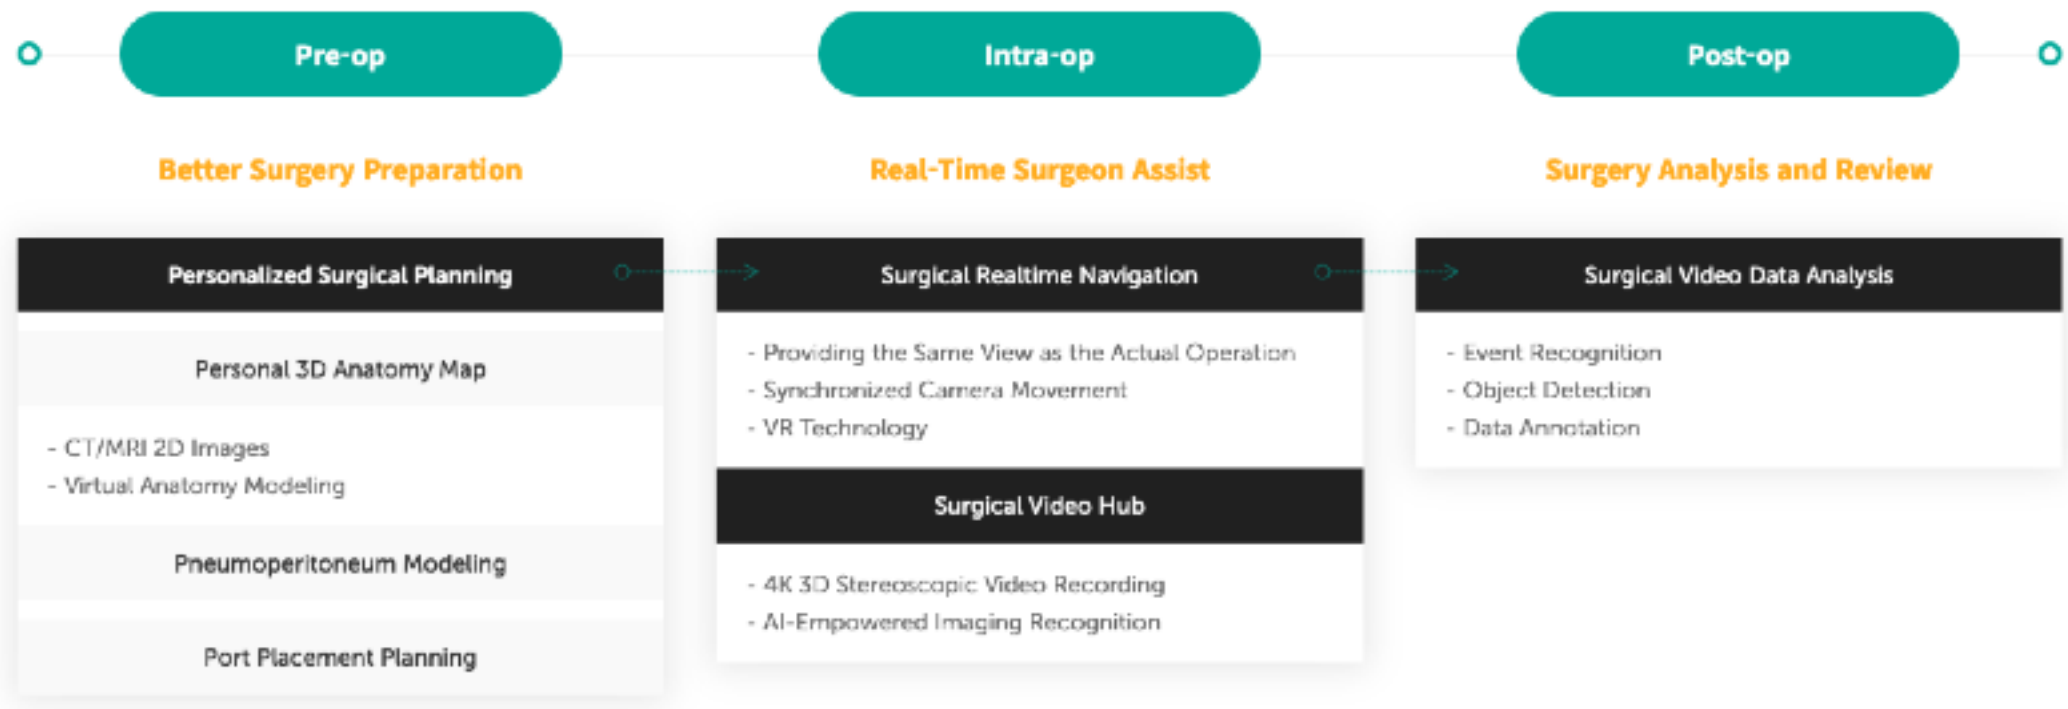 Pre-op
Intra-op
Post-op
Better Surgery Preparation
Real-Time Surgeon Assist
Surgery Analysis and Review
Personalized Surgical Planning
Personal 3D Anatomy Map
- CT/MRI 2D Images
- Virtual Anatomy Modeling
Pneumoperitoneum Modeling
Port Placement Planning
Surgical Realtime Navigation
- Providing the Same View as the Actual Operation
- Synchronized Camera Movement
- VR Technology
Surgical Video Hub
- 4K 3D Stereoscopic Video Recording
- AI-Empowered Imaging Recognition
Surgical Video Data Analysis
- Event Recognition
- Object Detection
- Data Annotation